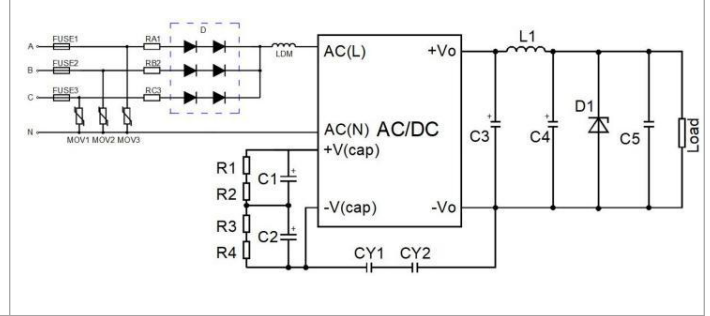 FUSE1
RA1
D
A
FUSE2
RB2
B
FUSE3
RC3
C
N
MOV1 MOV2 MOV3
LDM
AC(L)
+Vo
AC(N) AC/DC
+V(cap)
-V(cap)
-Vo
R1
R2
R3
R4
C1
+
C2
+
CY1 CY2
L1
+
C3
+
C4
D1
C5
Load